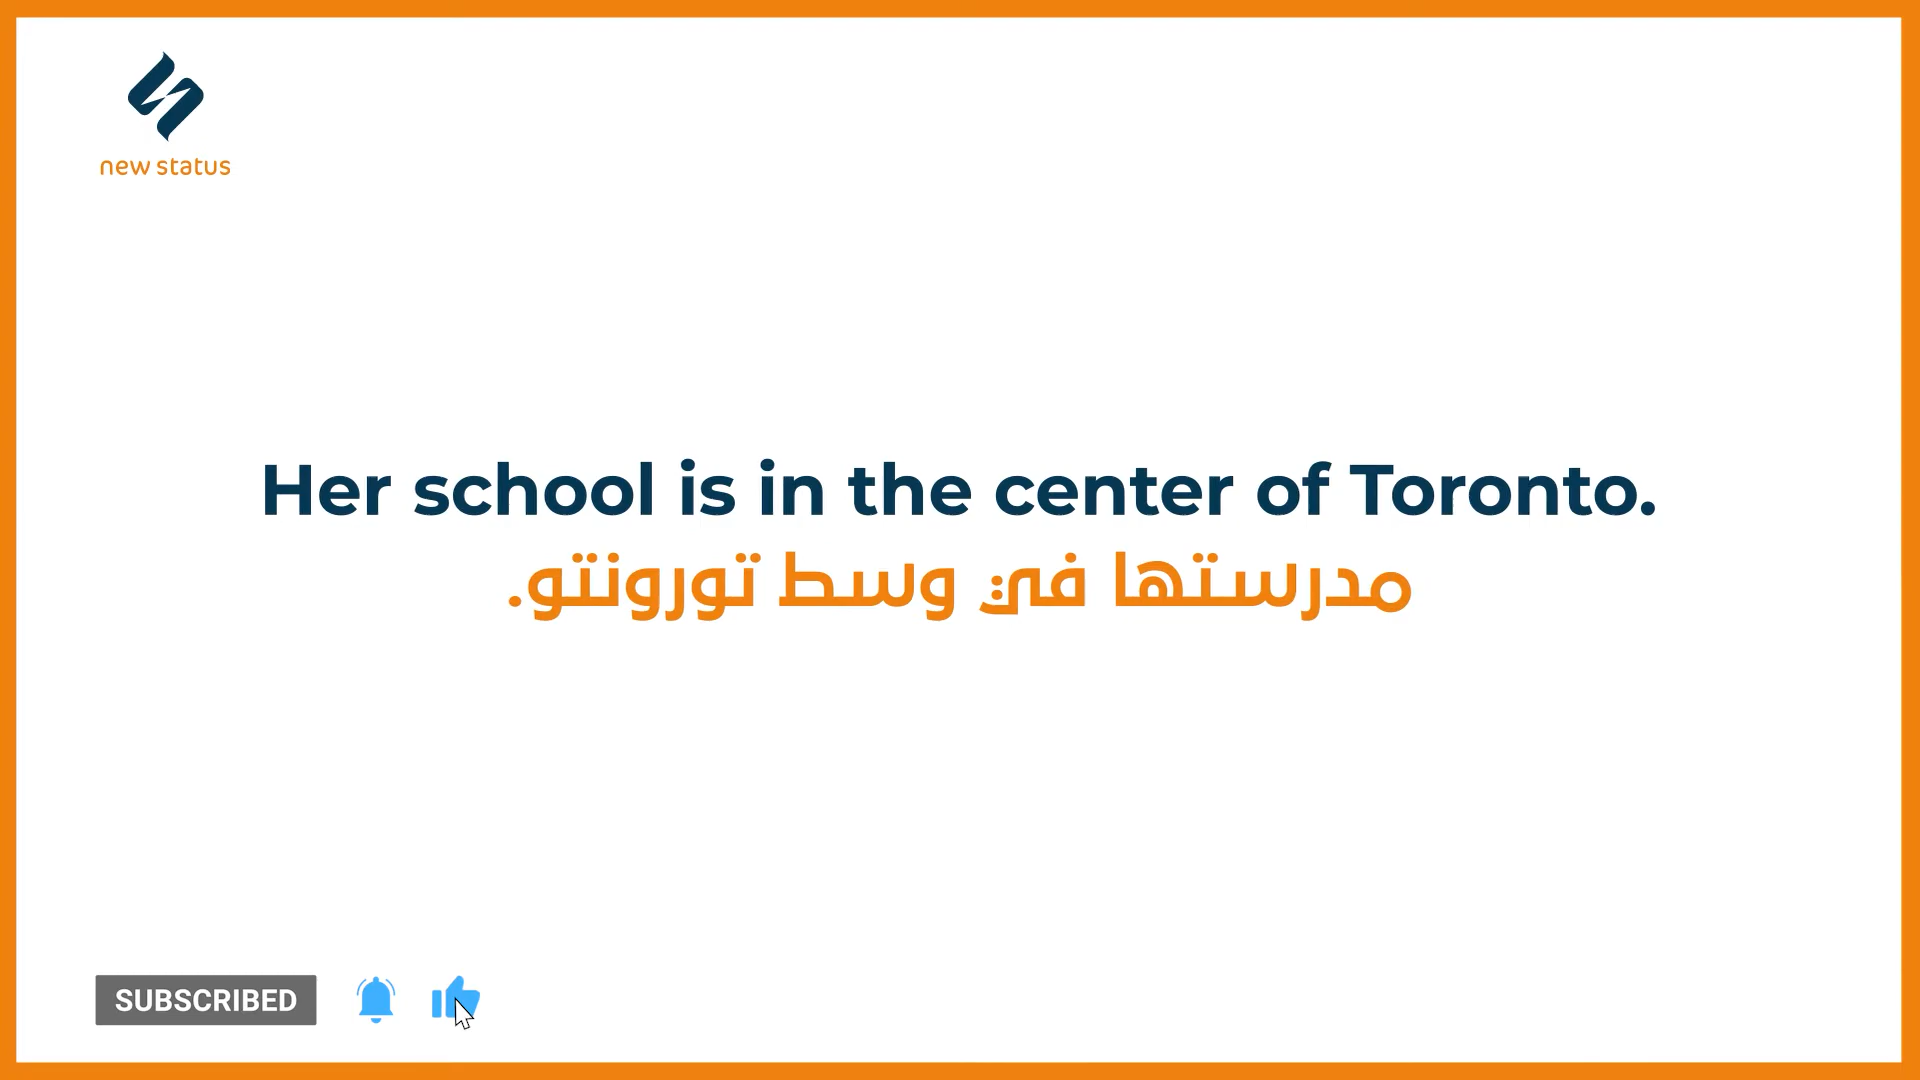 new status
Her school is in the center of Toronto.
مدرستها في وسط تورونتو.
SUBSCRIBED